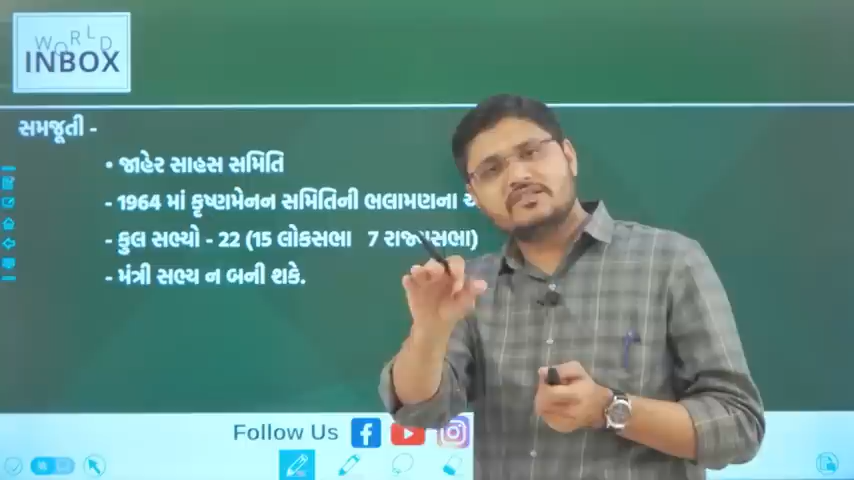 WORLD
INBOX
સમજૂતી -
• જાહેર સાહસ સમિતિ
- 1964 માં કૃષ્ણમેનન સમિતિની ભલામણના
- કુલ સભ્યો - 22 (15 લોકસભા 7 રાજ્યસભા)
- મંત્રી સભ્ય ન બની શકે.
Follow Us